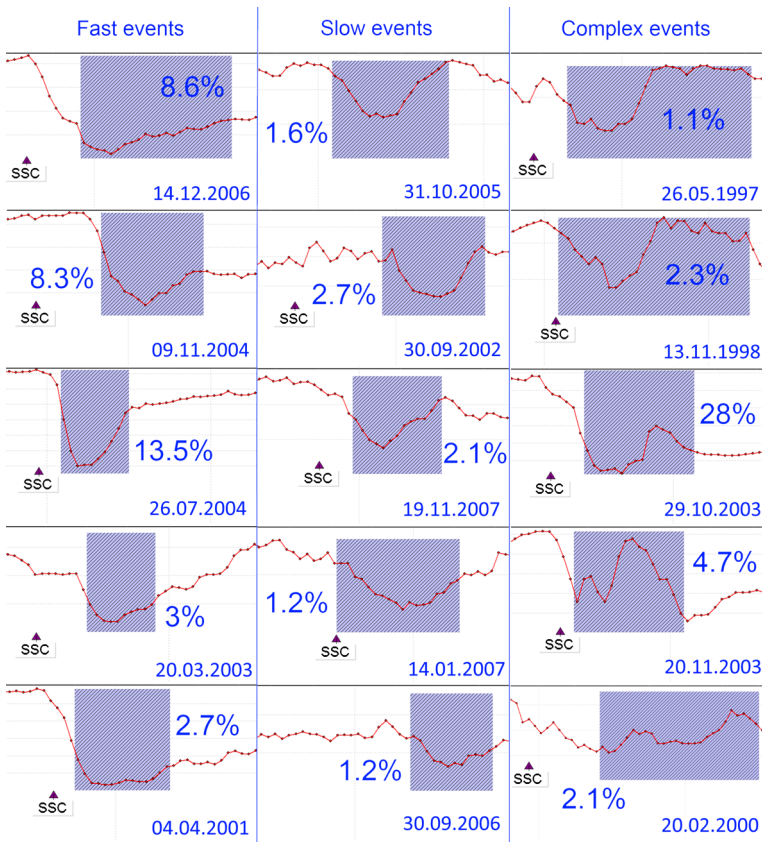 Fast events
Slow events
Complex events
8.6%
SSC
14.12.2006
1.6%
31.10.2005
1.1%
SSC
26.05.1997
8.3%
SSC
09.11.2004
2.7%
SSC
30.09.2002
2.3%
SSC
13.11.1998
13.5%
SSC
26.07.2004
2.1%
SSC
19.11.2007
28%
SSC
29.10.2003
3%
SSC
20.03.2003
1.2%
SSC
14.01.2007
4.7%
SSC
20.11.2003
2.7%
SSC
04.04.2001
1.2%
30.09.2006
SSC
2.1%
20.02.2000